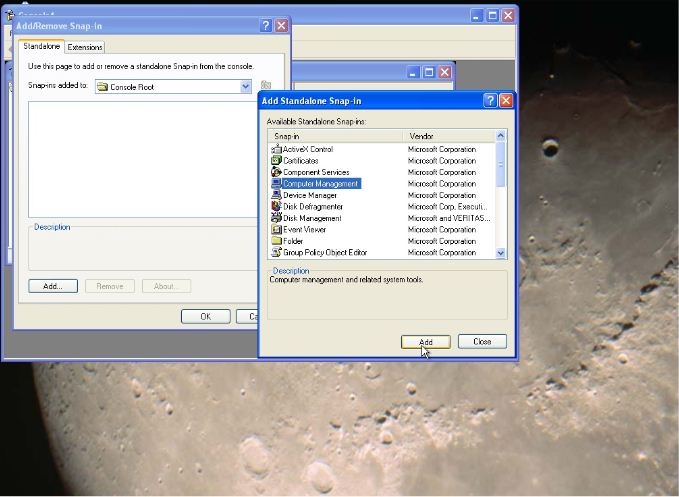 Console1
Add/Remove Snap-in
Standalone
Extensions
Use this page to add or remove a standalone Snap-in from the console.
Snap-ins added to:
Console Root
Description
Add...
Remove
About...
OK
Add Standalone Snap-in
Available Standalone Snap-ins:
Snap-in Vendor
ActiveX Control Microsoft Corporation
Certificates Microsoft Corporation
Component Services Microsoft Corporation
Computer Management Microsoft Corporation
Device Manager Microsoft Corporation
Disk Defragmenter Microsoft Corp, Executi...
Disk Management Microsoft and VERITAS...
Event Viewer Microsoft Corporation
Folder Microsoft Corporation
Group Policy Object Editor Microsoft Corporation
Description
Computer management and related system tools.
Add
Close